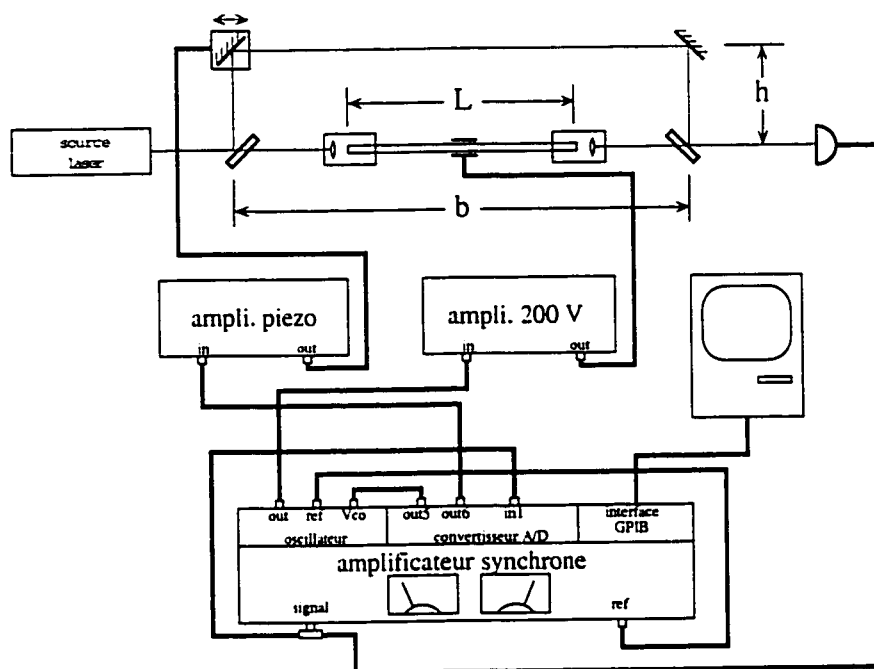 L
h
source
laser
b
ampli. piezo
in
out
ampli. 200 V
in
out
out
ref
Vco
out5
out6
in1
interface
GPIB
oscillateur
convertisseur A/D
amplificateur synchrone
signal
ref